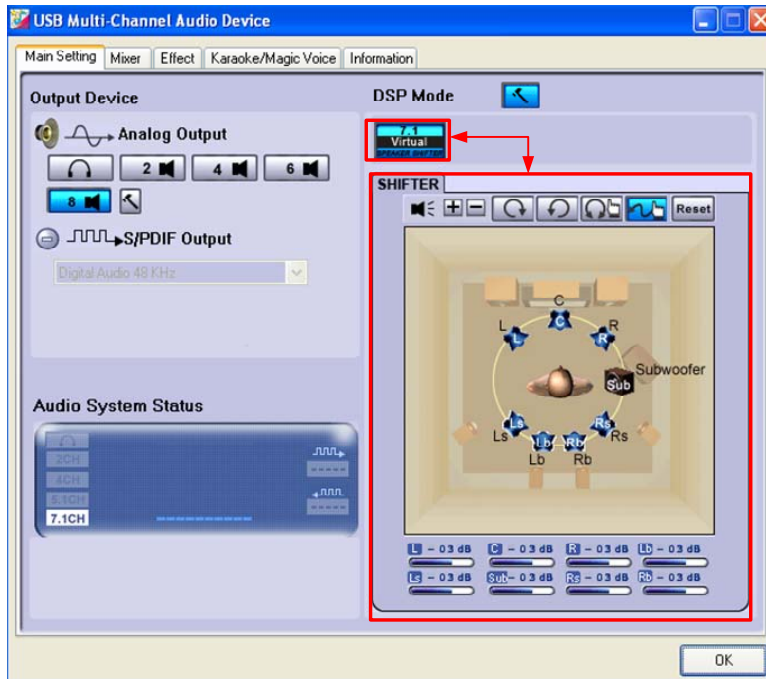 USB Multi-Channel Audio Device
Main Setting Mixer Effect Karaoke/Magic Voice Information
Output Device
Analog Output
2 4 6
8
S/PDIF Output
Digital Audio 48 KHz
Audio System Status
2CH
4CH
5.1CH
7.1CH
-----
-----
DSP Mode
7.1
Virtual
SPEAKER SHIFTER
SHIFTER
Reset
C
L C R
L R
Sub Subwoofer
Ls Rs
Ls Lb Rb Rs
Lb Rb
L - 03 dB C - 03 dB R - 03 dB Lb - 03 dB
Ls - 03 dB Sub - 03 dB Rs - 03 dB Rb - 03 dB
OK